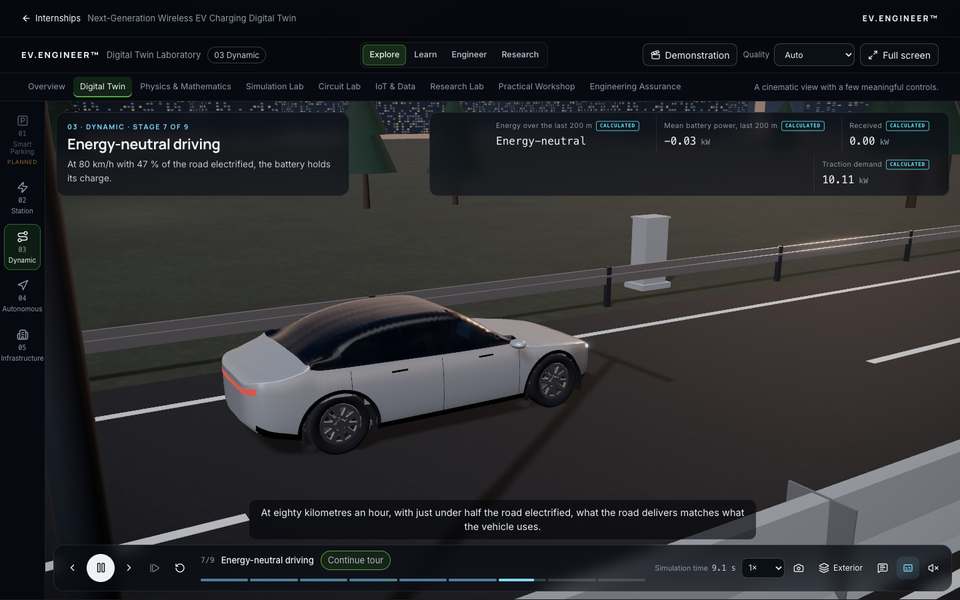 Internships Next-Generation Wireless EV Charging Digital Twin
EV.ENGINEER™
EV.ENGINEER™ Digital Twin Laboratory 03 Dynamic
Explore Learn Engineer Research
Demonstration Quality Auto Full screen
Overview Digital Twin Physics & Mathematics Simulation Lab Circuit Lab IoT & Data Research Lab Practical Workshop Engineering Assurance
A cinematic view with a few meaningful controls.
01
Smart
Parking
PLANNED
02
Station
03
Dynamic
04
Autonomous
05
Infrastructure
03 · DYNAMIC · STAGE 7 OF 9
Energy-neutral driving
At 80 km/h with 47 % of the road electrified, the battery holds
its charge.
Energy over the last 200 m CALCULATED
Energy-neutral
Mean battery power, last 200 m CALCULATED
−0.03 kW
Received CALCULATED
0.00 kW
Traction demand CALCULATED
10.11 kW
At eighty kilometres an hour, with just under half the road electrified, what the road delivers matches what
the vehicle uses.
7/9 Energy-neutral driving Continue tour
Simulation time 9.1 s 1× Exterior